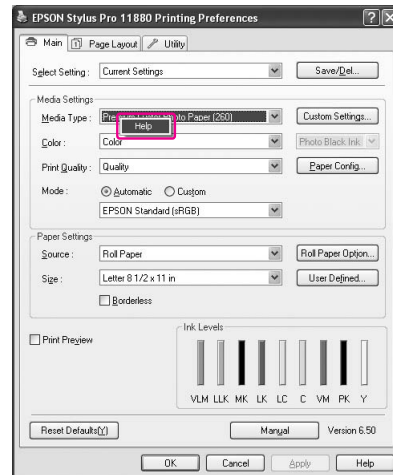 EPSON Stylus Pro 11880 Printing Preferences
Main Page Layout Utility
Select Setting : Current Settings Save/Del...
Media Settings
Media Type : Photo Paper (260) Custom Settings...
Help
Color : Color Photo Black Ink
Print Quality : Quality Paper Config...
Mode : Automatic Custom
EPSON Standard (sRGB)
Paper Settings
Source : Roll Paper Roll Paper Option...
Size : Letter 8 1/2 x 11 in User Defined...
Borderless
Print Preview
Ink Levels
VLM LLK MK LK LC C VM PK Y
Reset Defaults(Y) Manual Version 6.50
OK Cancel Apply Help